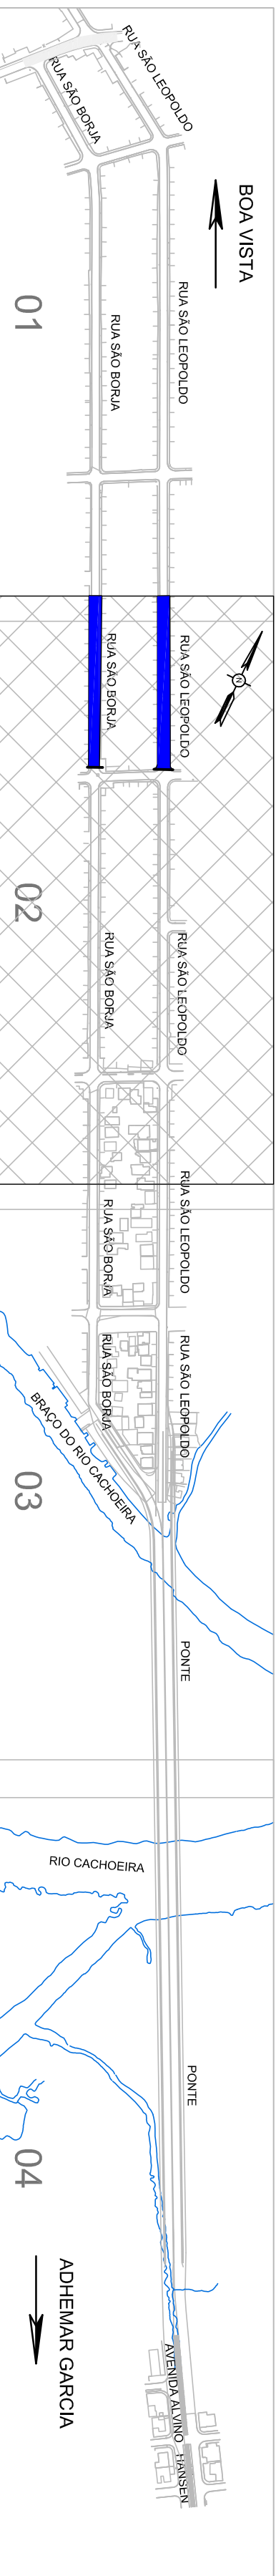 RUA SÃO LEOPOLDO
RUA SÃO BORJA
BOA VISTA
RUA SÃO LEOPOLDO
RUA SÃO BORJA
01
N
RUA SÃO LEOPOLDO
RUA SÃO BORJA
02
RUA SÃO LEOPOLDO
RUA SÃO BORJA
RUA SÃO LEOPOLDO
RUA SÃO BORJA
RUA SÃO LEOPOLDO
RUA SÃO BORJA
BRAÇO DO RIO CACHOEIRA
03
PONTE
RIO CACHOEIRA
PONTE
04
ADHEMAR GARCIA
AVENIDA ALVINO HANSEN